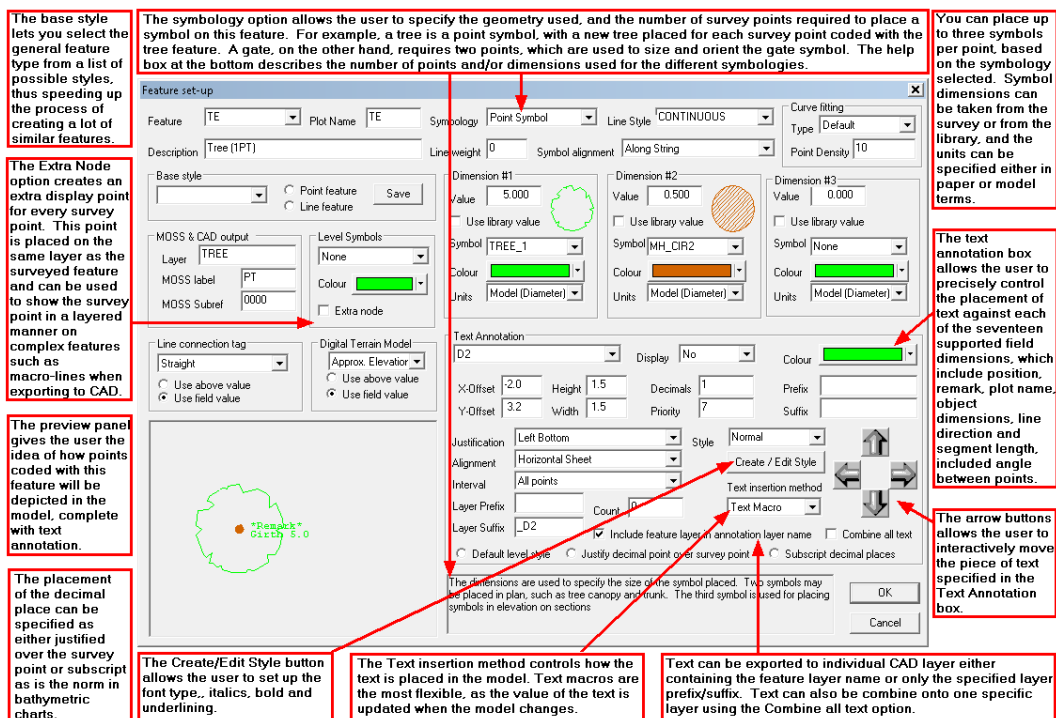 The base style
lets you select the
general feature
type from a list of
possible styles,
thus speeding up
the process of
creating a lot of
similar features.
The symbology option allows the user to specify the geometry used, and the number of survey points required to place a
symbol on this feature. For example, a tree is a point symbol, with a new tree placed for each survey point coded with the
tree feature. A gate, on the other hand, requires two points, which are used to size and orient the gate symbol. The help
box at the bottom describes the number of points and/or dimensions used for the different symbologies.
You can place up
to three symbols
per point, based
on the symbology
selected. Symbol
dimensions can
be taken from the
survey or from the
library, and the
units can be
specified either in
paper or model
terms.
The Extra Node
option creates an
extra display point
for every survey
point. This point
is placed on the
same layer as the
surveyed feature
and can be used
to show the survey
point in a layered
manner on
complex features
such as
macro-lines when
exporting to CAD.
Feature set-up
Feature TE Plot Name TE Symbology Point Symbol Line Style CONTINUOUS
Curve fitting
Type Default
Point Density 10
Description Tree (1PT) Line weight 0 Symbol alignment Along String
Base style
Point feature
Line feature
Save
MOSS & CAD output
Layer TREE
MOSS label PT
MOSS Subref 0000
Level Symbols
None
Colour
Extra node
Dimension #1
Value 5.000
Use library value
Symbol TREE_1
Colour
Units Model (Diameter)
Dimension #2
Value 0.500
Use library value
Symbol MH_CIR2
Colour
Units Model (Diameter)
Dimension #3
Value 0.000
Use library value
Symbol None
Colour
Units Model (Diameter)
Line connection tag
Straight
Use above value
Use field value
Digital Terrain Model
Approx. Elevation
Use above value
Use field value
Text Annotation
D2 Display No Colour
X-Offset -2.0 Height 1.5 Decimals 1 Prefix
Y-Offset 3.2 Width 1.5 Priority 7 Suffix
Justification Left Bottom Style Normal
Alignment Horizontal Sheet Create / Edit Style
Interval All points Text insertion method
Layer Prefix Count 0 Text Macro
Layer Suffix _D2 Include feature layer in annotation layer name Combine all text
Default level style Justify decimal point over survey point Subscript decimal places
*Remark*
Girth 5.0
The dimensions are used to specify the size of the symbol placed. Two symbols may
be placed in plan, such as tree canopy and trunk. The third symbol is used for placing
symbols in elevation on sections
OK
Cancel
The text
annotation box
allows the user to
precisely control
the placement of
text against each
of the seventeen
supported field
dimensions, which
include position,
remark, plot name,
object
dimensions, line
direction and
segment length,
included angle
between points.
The preview panel
gives the user the
idea of how points
coded with this
feature will be
depicted in the
model, complete
with text
annotation.
The arrow buttons
allows the user to
interactively move
the piece of text
specified in the
Text Annotation
box.
The placement
of the decimal
place can be
specified as
either justified
over the survey
point or subscript
as is the norm in
bathymetric
charts.
The Create/Edit Style button
allows the user to set up the
font type,, italics, bold and
underlining.
The Text insertion method controls how the
text is placed in the model. Text macros are
the most flexible, as the value of the text is
updated when the model changes.
Text can be exported to individual CAD layer either
containing the feature layer name or only the specified layer
prefix/suffix. Text can also be combine onto one specific
layer using the Combine all text option.